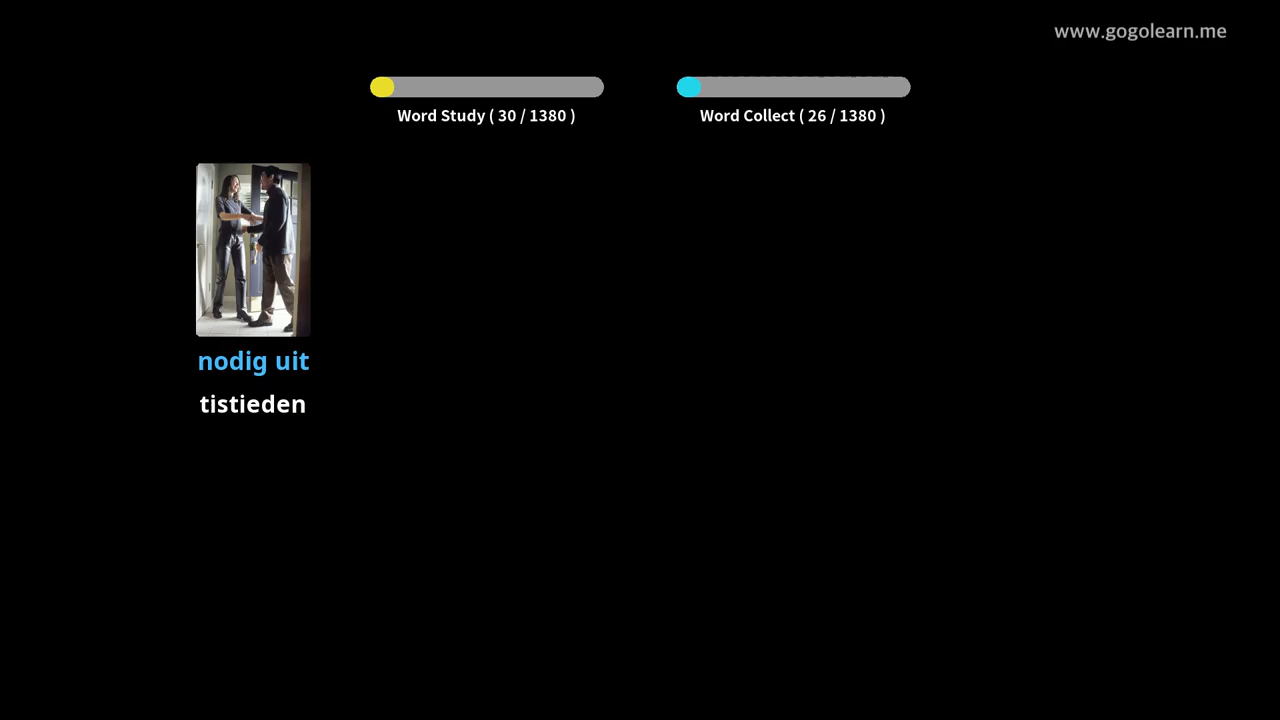 www.gogolearn.me
Word Study ( 30 / 1380 )
Word Collect ( 26 / 1380 )
nodig uit
tistieden